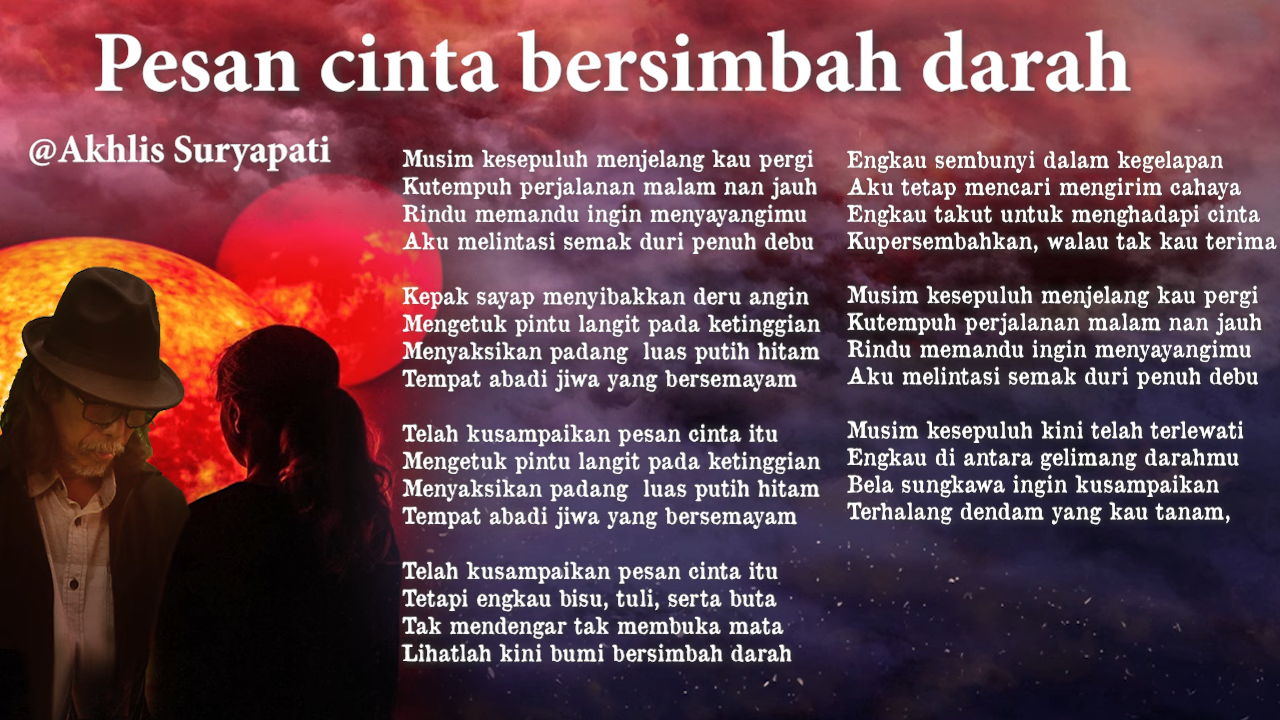 Pesan cinta bersimbah darah
@Akhlis Suryapati
Musim kesepuluh menjelang kau pergi
Kutempuh perjalanan malam nan jauh
Rindu memandu ingin menyayangimu
Aku melintasi semak duri penuh debu
Kepak sayap menyibakkan deru angin
Mengetuk pintu langit pada ketinggian
Menyaksikan padang  luas putih hitam
Tempat abadi jiwa yang bersemayam
Telah kusampaikan pesan cinta itu
Mengetuk pintu langit pada ketinggian
Menyaksikan padang  luas putih hitam
Tempat abadi jiwa yang bersemayam
Telah kusampaikan pesan cinta itu
Tetapi engkau bisu, tuli, serta buta
Tak mendengar tak membuka mata
Lihatlah kini bumi bersimbah darah
Engkau sembunyi dalam kegelapan
Aku tetap mencari mengirim cahaya
Engkau takut untuk menghadapi cinta
Kupersembahkan, walau tak kau terima
Musim kesepuluh menjelang kau pergi
Kutempuh perjalanan malam nan jauh
Rindu memandu ingin menyayangimu
Aku melintasi semak duri penuh debu
Musim kesepuluh kini telah terlewati
Engkau di antara gelimang darahmu
Bela sungkawa ingin kusampaikan
Terhalang dendam yang kau tanam,